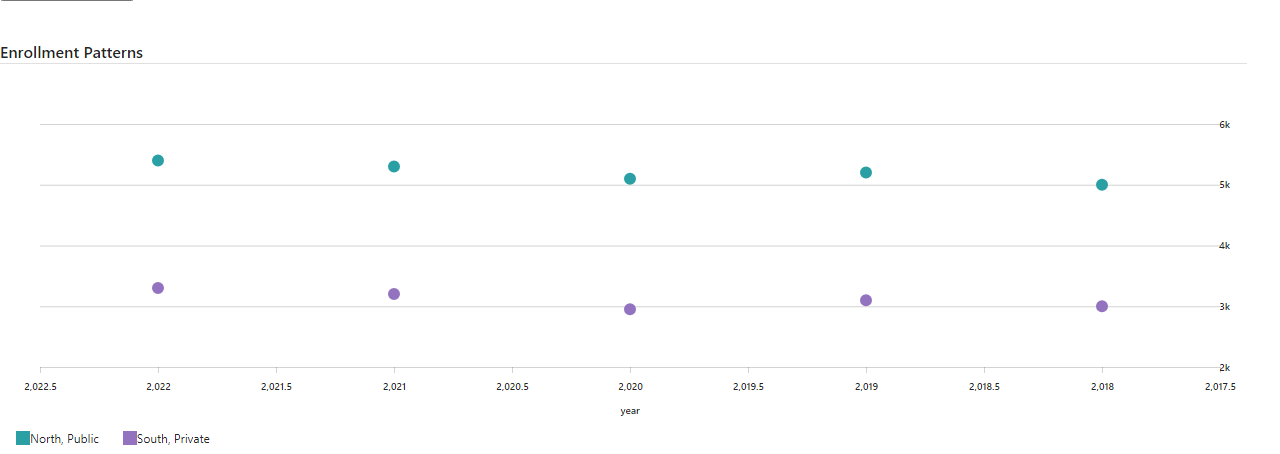 Enrollment Patterns
6k
5k
4k
3k
2k
2,022.5 2,022 2,021.5 2,021 2,020.5 2,020 2,019.5 2,019 2,018.5 2,018 2,017.5
year
North, Public South, Private